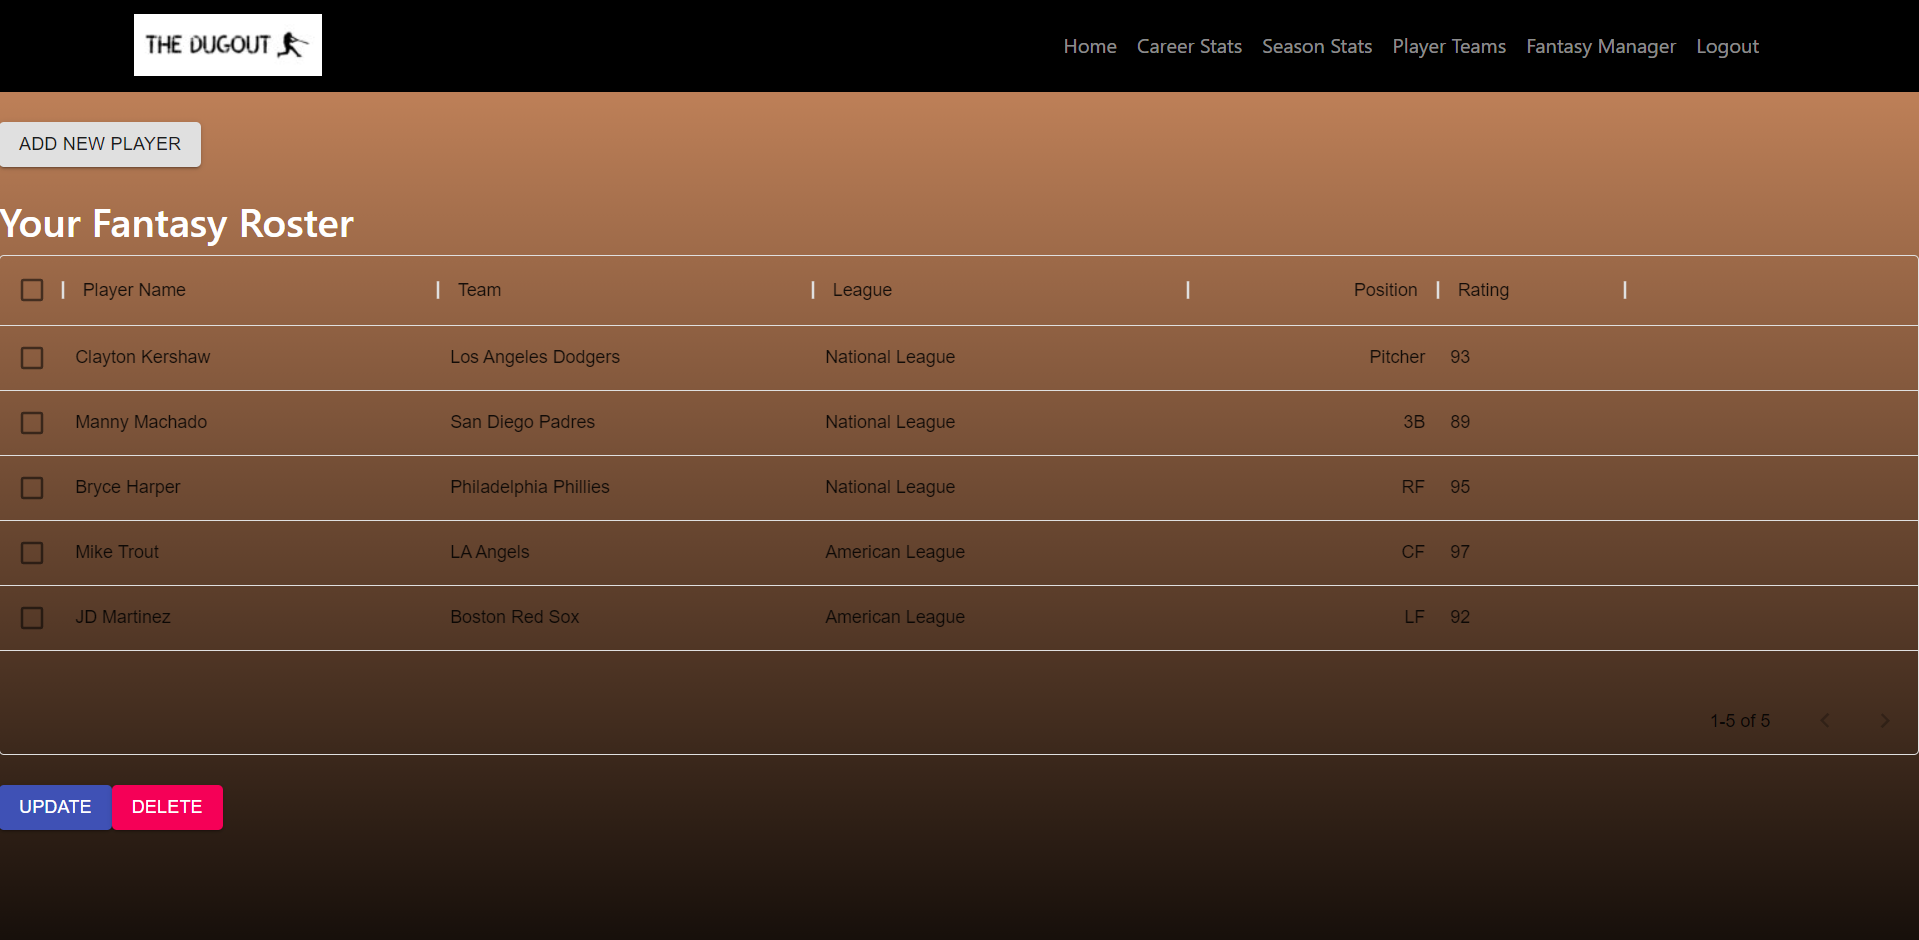 THE DUGOUT
Home Career Stats Season Stats Player Teams Fantasy Manager Logout
ADD NEW PLAYER
Your Fantasy Roster
Player Name Team League Position Rating
Clayton Kershaw Los Angeles Dodgers National League Pitcher 93
Manny Machado San Diego Padres National League 3B 89
Bryce Harper Philadelphia Phillies National League RF 95
Mike Trout LA Angels American League CF 97
JD Martinez Boston Red Sox American League LF 92
1-5 of 5
UPDATE DELETE